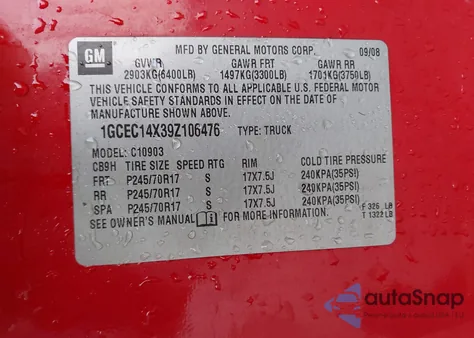 GM
MFD BY GENERAL MOTORS CORP. 09/08
GVWR GAWR FRT GAWR RR
2903KG(6400LB) 1497KG(3300LB) 1701KG(3750LB)
THIS VEHICLE CONFORMS TO ALL APPLICABLE U.S. FEDERAL MOTOR
VEHICLE SAFETY STANDARDS IN EFFECT ON THE DATE OF
MANUFACTURE SHOWN ABOVE.
1GCEC14X39Z106476 TYPE: TRUCK
MODEL: C10903
CB9H TIRE SIZE SPEED RTG RIM COLD TIRE PRESSURE
FRT P245/70R17 S 17X7.5J 240KPA(35PSI)
RR P245/70R17 S 17X7.5J 240KPA(35PSI)
SPA P245/70R17 S 17X7.5J 240KPA(35PSI)
SEE OWNER'S MANUAL FOR MORE INFORMATION.
F 326 LB
T 1322 LB
autoSnap